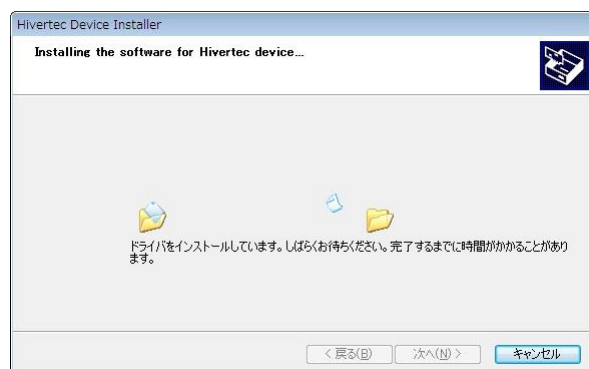 Hivertec Device Installer
Installing the software for Hivertec device...
ドライバをインストールしています。しばらくお待ちください。完了するまでに時間がかかることがあり
ます。
< 戻る(B)
次へ(N) >
キャンセル